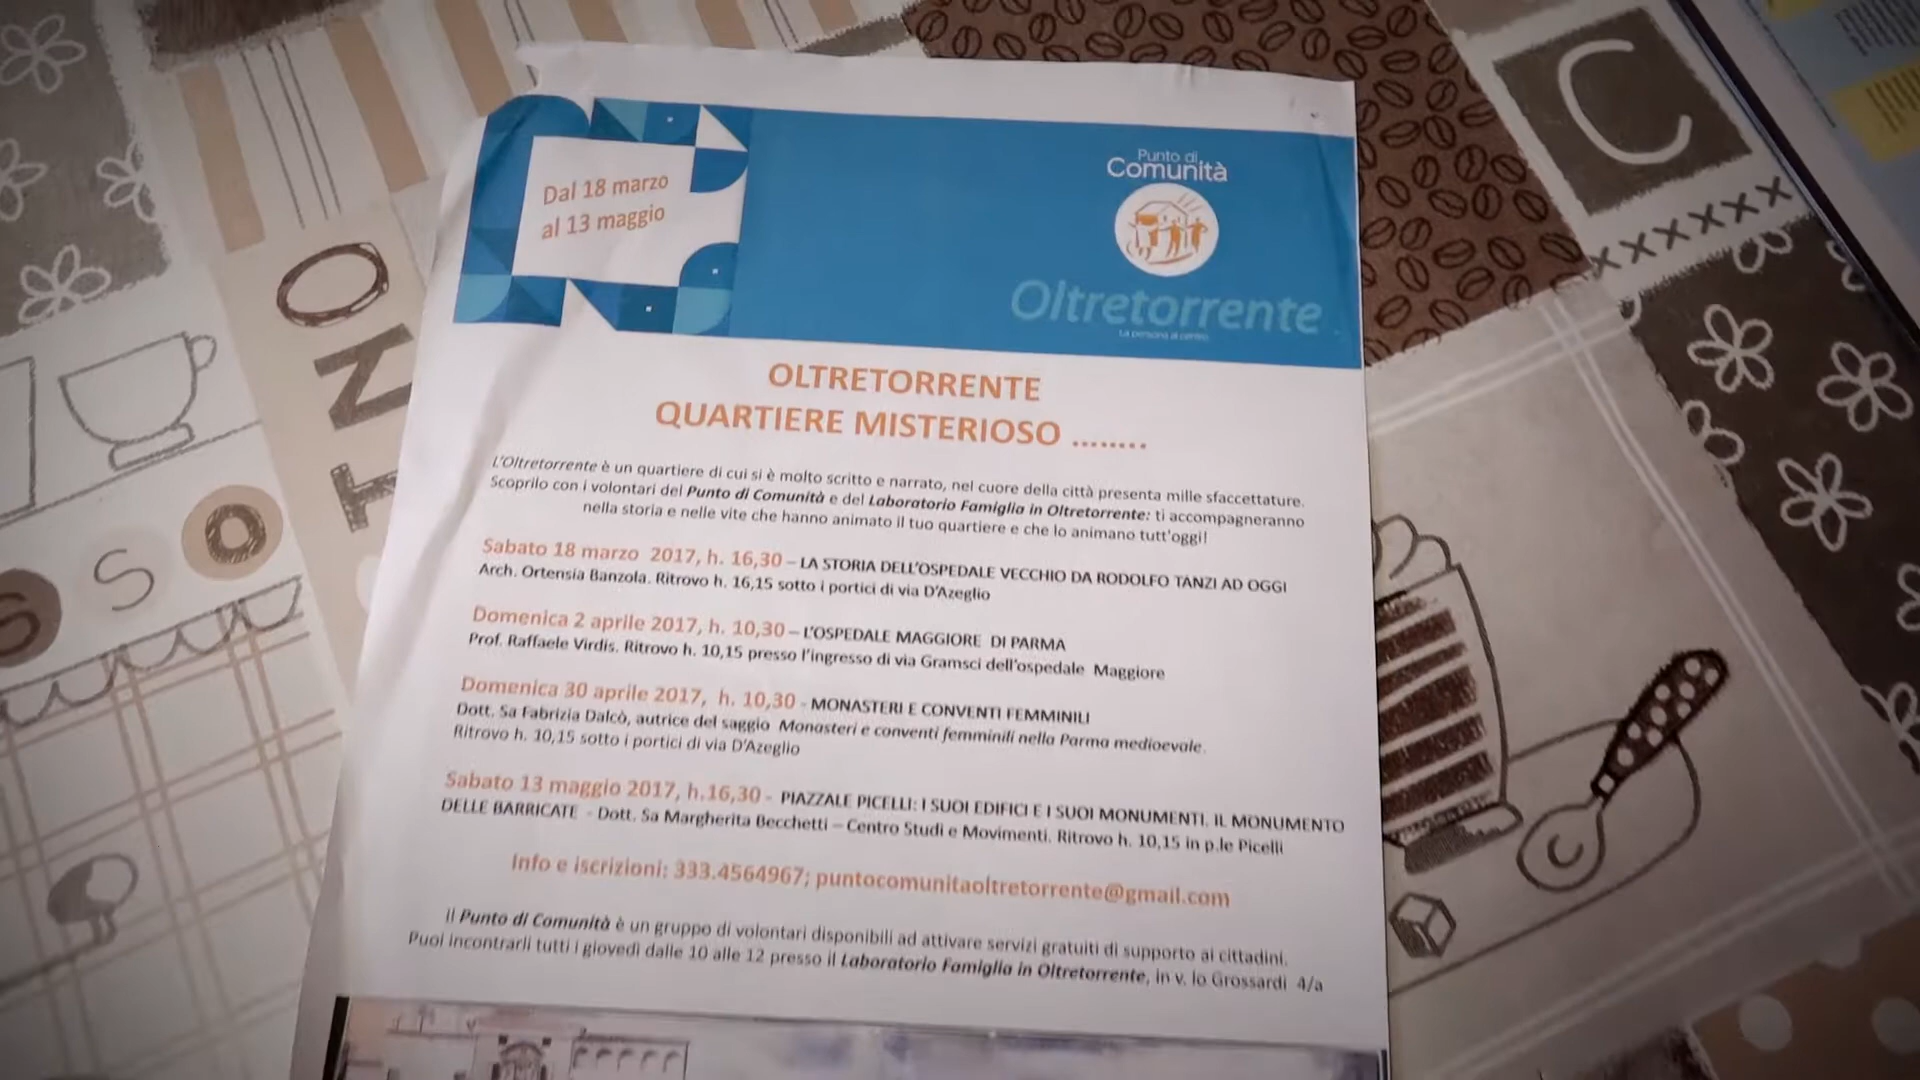 Dal 18 marzo
al 13 maggio
Punto di
Comunità
Oltretorrente
La persona al centro
OLTRETORRENTE
QUARTIERE MISTERIOSO ........
L'Oltretorrente è un quartiere di cui si è molto scritto e narrato, nel cuore della città presenta mille sfaccettature.
Scoprilo con i volontari del Punto di Comunità e del Laboratorio Famiglia in Oltretorrente: ti accompagneranno
nella storia e nelle vite che hanno animato il tuo quartiere e che lo animano tutt'oggi!
Sabato 18 marzo 2017, h. 16,30 – LA STORIA DELL'OSPEDALE VECCHIO DA RODOLFO TANZI AD OGGI
Arch. Ortensia Banzola. Ritrovo h. 16,15 sotto i portici di via D'Azeglio
Domenica 2 aprile 2017, h. 10,30 – L'OSPEDALE MAGGIORE DI PARMA
Prof. Raffaele Virdis. Ritrovo h. 10,15 presso l'ingresso di via Gramsci dell'ospedale Maggiore
Domenica 30 aprile 2017, h. 10,30 - MONASTERI E CONVENTI FEMMINILI
Dott. Sa Fabrizia Dalcò, autrice del saggio Monasteri e conventi femminili nella Parma medioevale.
Ritrovo h. 10,15 sotto i portici di via D'Azeglio
Sabato 13 maggio 2017, h.16,30 - PIAZZALE PICELLI: I SUOI EDIFICI E I SUOI MONUMENTI. IL MONUMENTO
DELLE BARRICATE - Dott. Sa Margherita Becchetti – Centro Studi e Movimenti. Ritrovo h. 10,15 in p.le Picelli
Info e iscrizioni: 333.4564967; puntocomunitaoltretorrente@gmail.com
Il Punto di Comunità è un gruppo di volontari disponibili ad attivare servizi gratuiti di supporto ai cittadini.
Puoi incontrarli tutti i giovedì dalle 10 alle 12 presso il Laboratorio Famiglia in Oltretorrente, in v. lo Grossardi 4/a
C
C